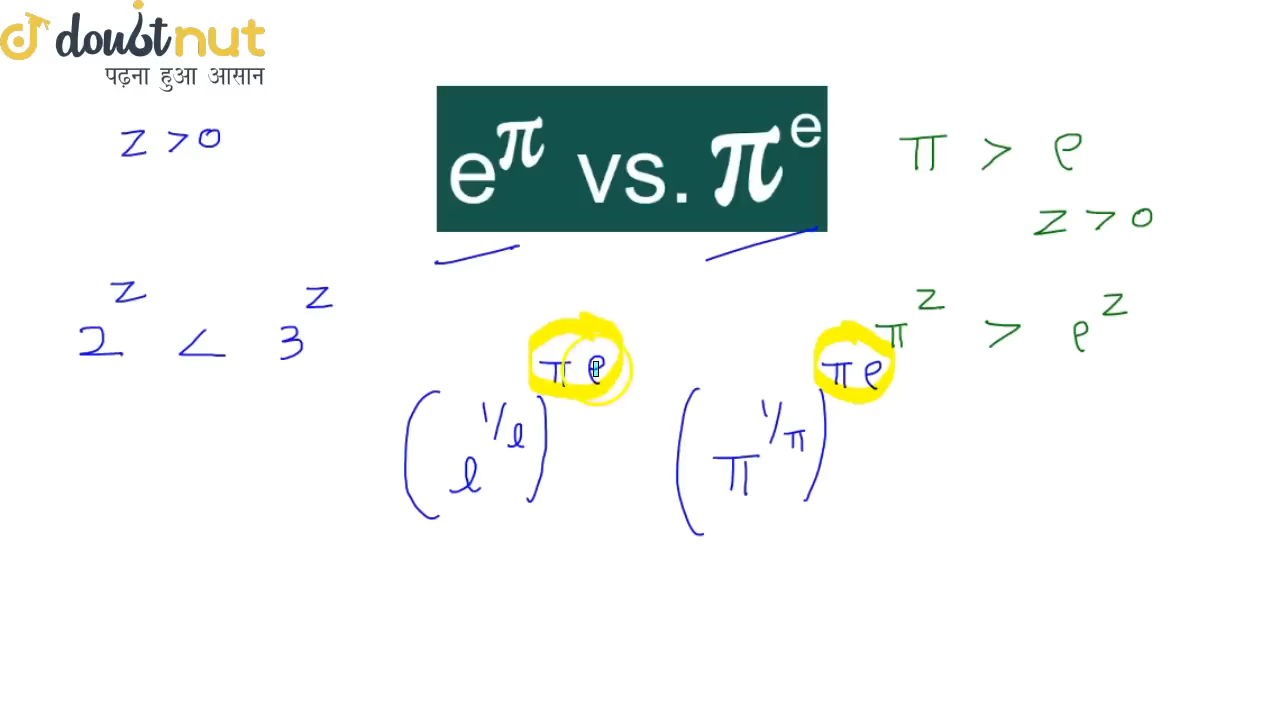 doubtnut
पढ़ना हुआ आसान
z > 0
e^π vs. π^e
π > e
z > 0
2^z < 3^z
π^z > e^z
(e^{1/e})^{πe} (π^{1/π})^{πe}